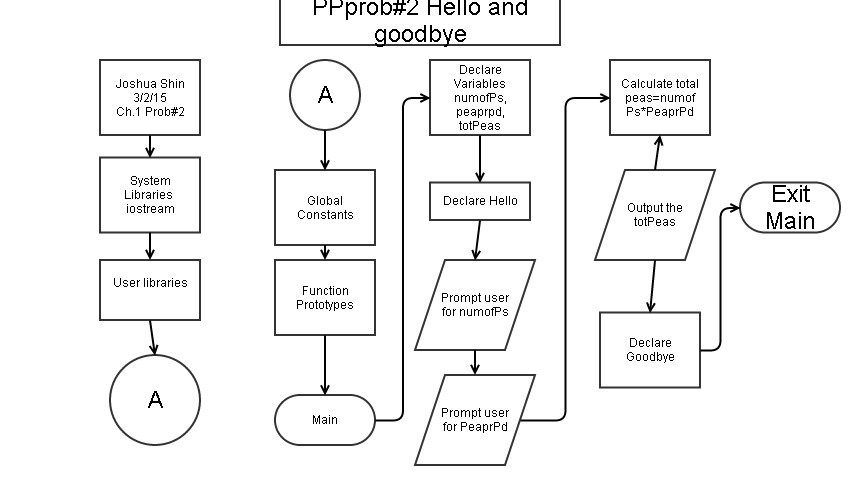 PPprob#2 Hello and
goodbye
Joshua Shin
3/2/15
Ch.1 Prob#2
System
Libraries
iostream
User libraries
A
A
Global
Constants
Function
Prototypes
Main
Declare
Variables
numofPs,
peaprpd,
totPeas
Declare Hello
Prompt user
for numofPs
Prompt user
for PeaprPd
Calculate total
peas=numof
Ps*PeaprPd
Output the
totPeas
Declare
Goodbye
Exit
Main